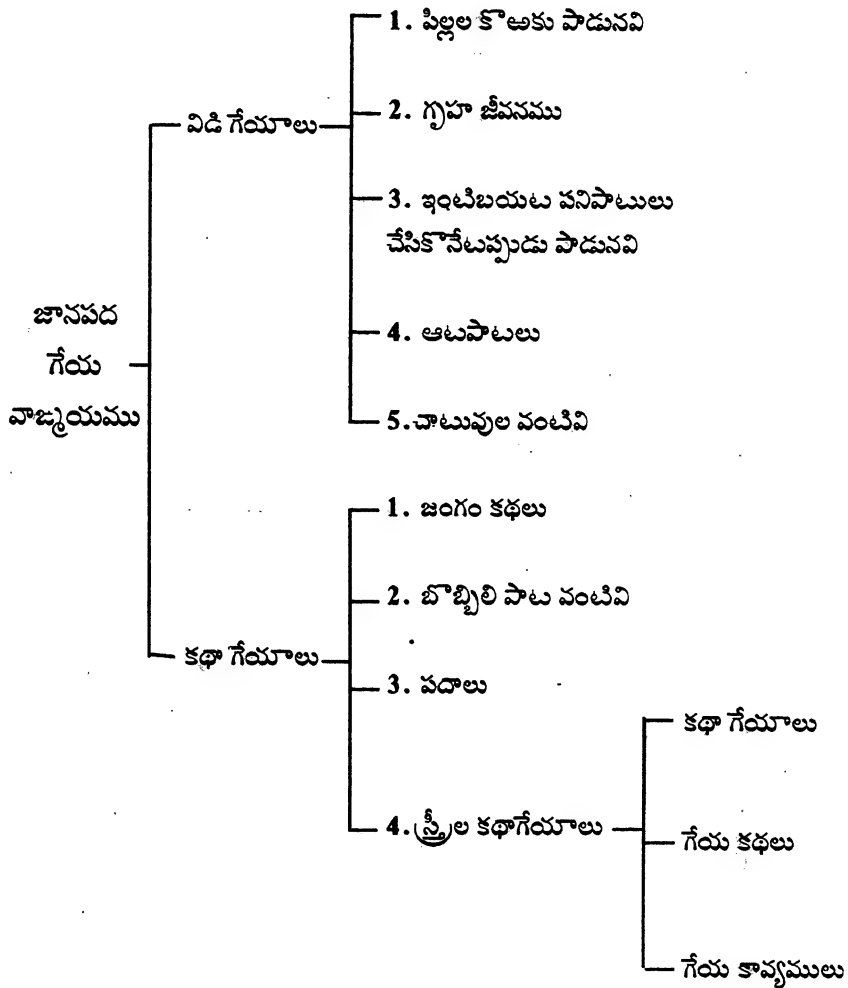 జానపద
గేయ
వాఙ్మయము
విడి గేయాలు
1. పిల్లల కొఱకు పాడునవి
2. గృహ జీవనము
3. ఇంటిబయట పనిపాటులు
చేసికొనేటప్పుడు పాడునవి
4. ఆటపాటలు
5.చాటువుల వంటివి
కథా గేయాలు
1. జంగం కథలు
2. బొబ్బిలి పాట వంటివి
3. పదాలు
4. స్త్రీల కథాగేయాలు
కథా గేయాలు
గేయ కథలు
గేయ కావ్యములు